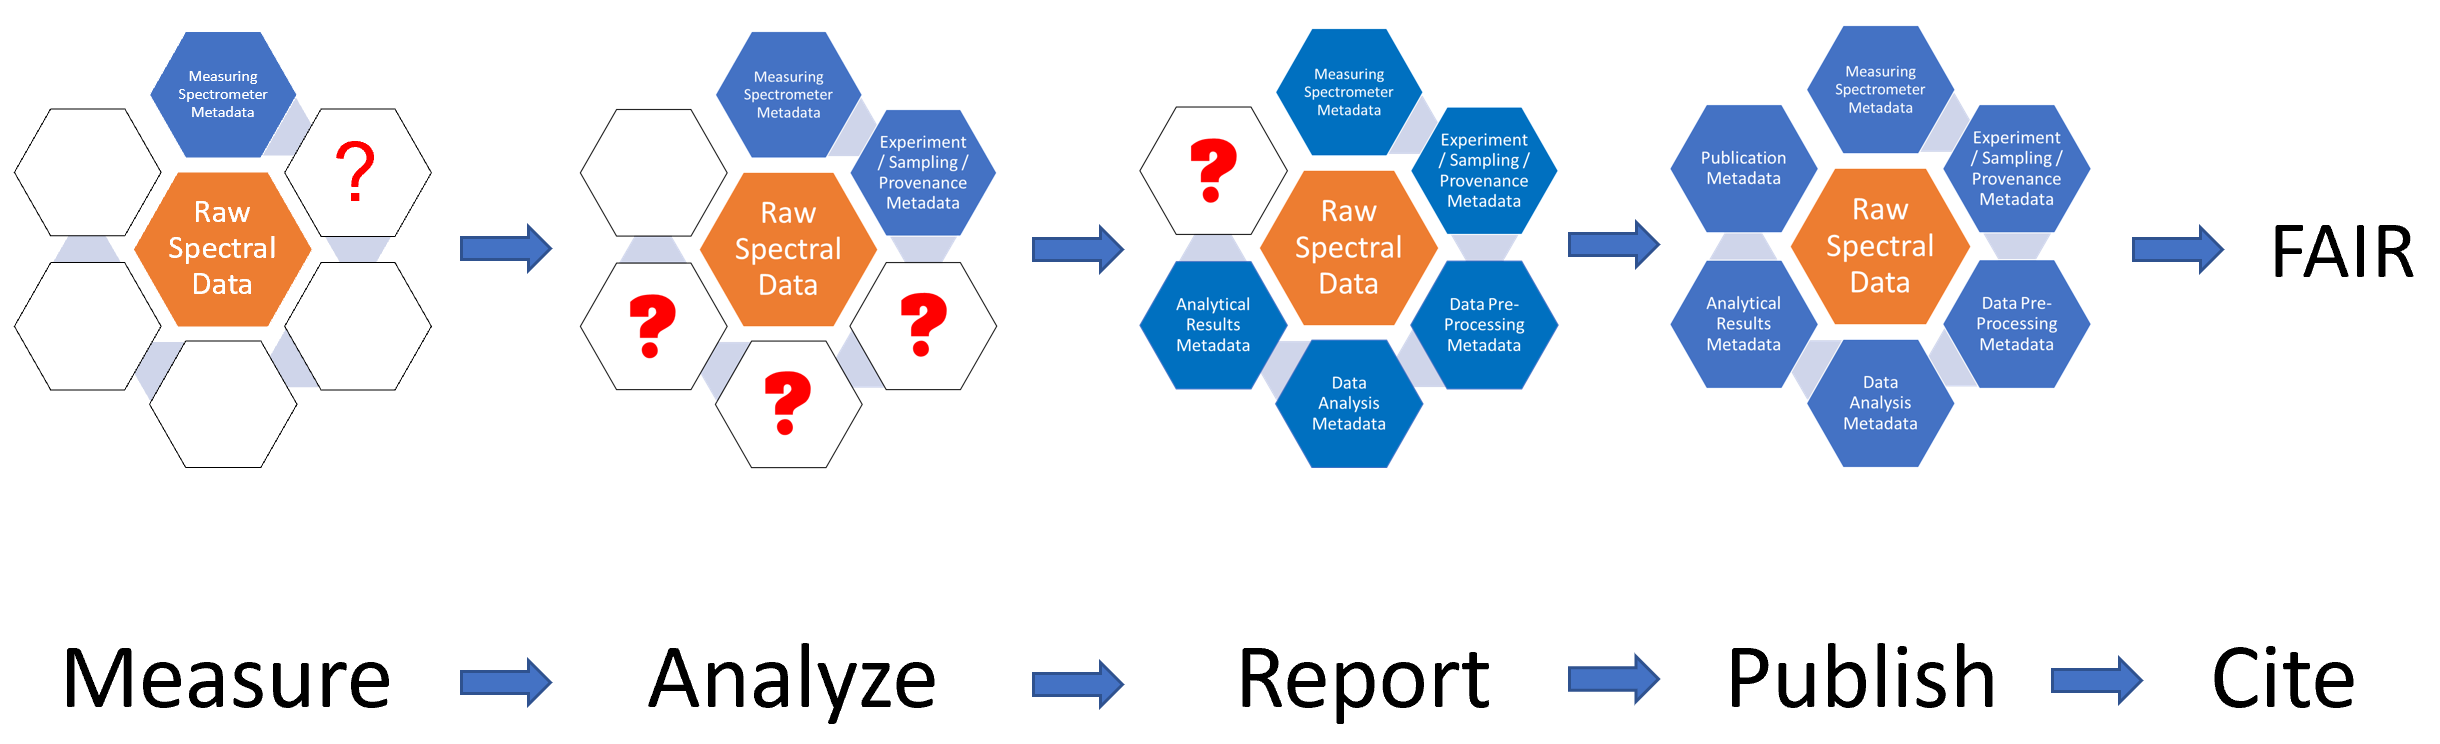 Measuring
Spectrometer
Metadata
?
Raw
Spectral
Data
Measuring
Spectrometer
Metadata
Experiment
/ Sampling /
Provenance
Metadata
Raw
Spectral
Data
?
?
?
Measuring
Spectrometer
Metadata
?
Experiment
/ Sampling /
Provenance
Metadata
Raw
Spectral
Data
Analytical
Results
Metadata
Data Pre-
Processing
Metadata
Data
Analysis
Metadata
Measuring
Spectrometer
Metadata
Publication
Metadata
Experiment
/ Sampling /
Provenance
Metadata
Raw
Spectral
Data
Analytical
Results
Metadata
Data Pre-
Processing
Metadata
Data
Analysis
Metadata
FAIR
Measure
Analyze
Report
Publish
Cite